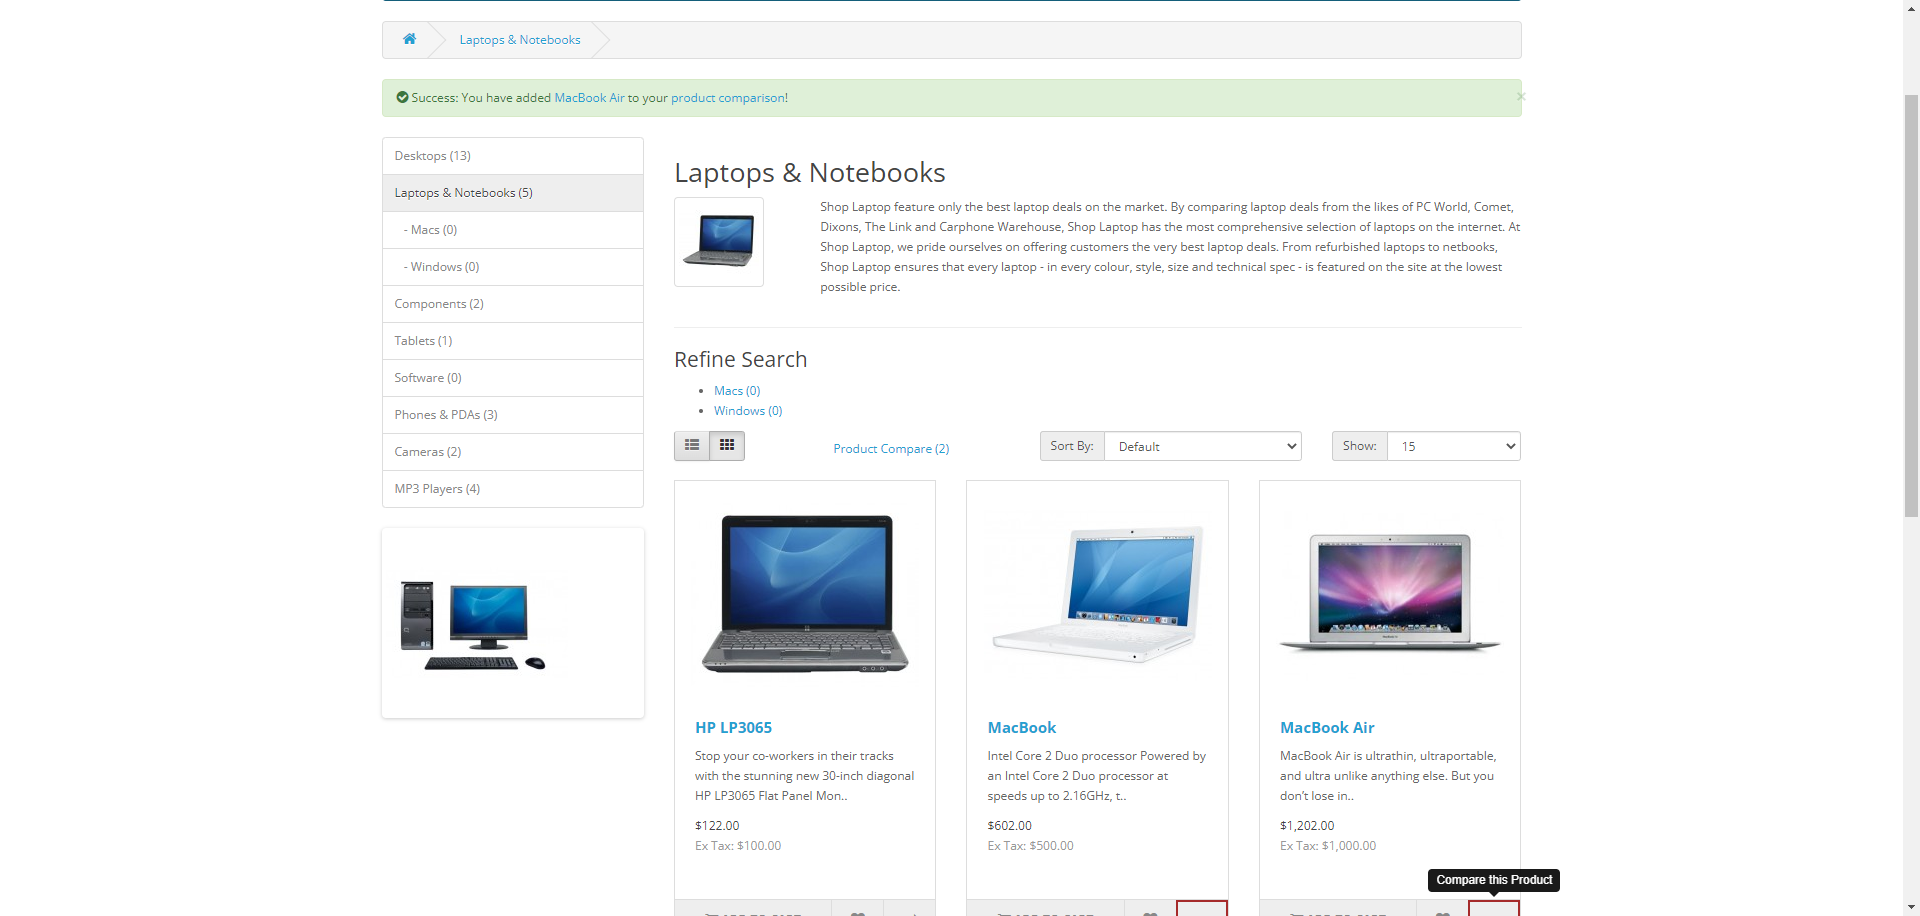 Laptops & Notebooks
Success: You have added MacBook Air to your product comparison!
×
Desktops (13)
Laptops & Notebooks (5)
- Macs (0)
- Windows (0)
Components (2)
Tablets (1)
Software (0)
Phones & PDAs (3)
Cameras (2)
MP3 Players (4)
Laptops & Notebooks
Shop Laptop feature only the best laptop deals on the market. By comparing laptop deals from the likes of PC World, Comet,
Dixons, The Link and Carphone Warehouse, Shop Laptop has the most comprehensive selection of laptops on the internet. At
Shop Laptop, we pride ourselves on offering customers the very best laptop deals. From refurbished laptops to netbooks,
Shop Laptop ensures that every laptop - in every colour, style, size and technical spec - is featured on the site at the lowest
possible price.
Refine Search
Macs (0)
Windows (0)
Product Compare (2)
Sort By: Default
Show: 15
HP LP3065
Stop your co-workers in their tracks
with the stunning new 30-inch diagonal
HP LP3065 Flat Panel Mon..
$122.00
Ex Tax: $100.00
MacBook
Intel Core 2 Duo processor Powered by
an Intel Core 2 Duo processor at
speeds up to 2.16GHz, t..
$602.00
Ex Tax: $500.00
MacBook Air
MacBook Air is ultrathin, ultraportable,
and ultra unlike anything else. But you
don't lose in..
$1,202.00
Ex Tax: $1,000.00
Compare this Product